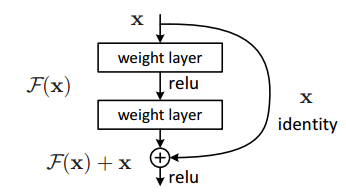 x
weight layer
relu
F(x)
weight layer
x
identity
F(x) + x
relu